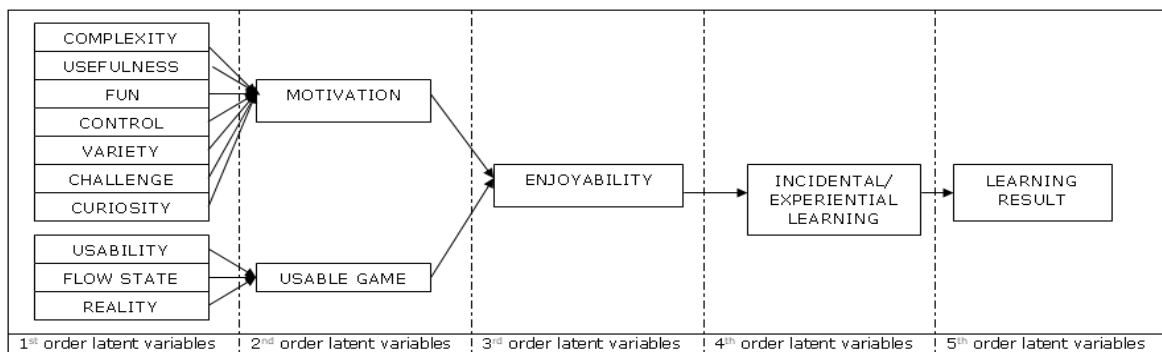 COMPLEXITY
USEFULNESS
FUN
CONTROL
VARIETY
CHALLENGE
CURIOSITY
USABILITY
FLOW STATE
REALITY
MOTIVATION
USABLE GAME
ENJOYABILITY
INCIDENTAL/
EXPERIENTIAL
LEARNING
LEARNING
RESULT
1st order latent variables
2nd order latent variables
3rd order latent variables
4th order latent variables
5th order latent variables